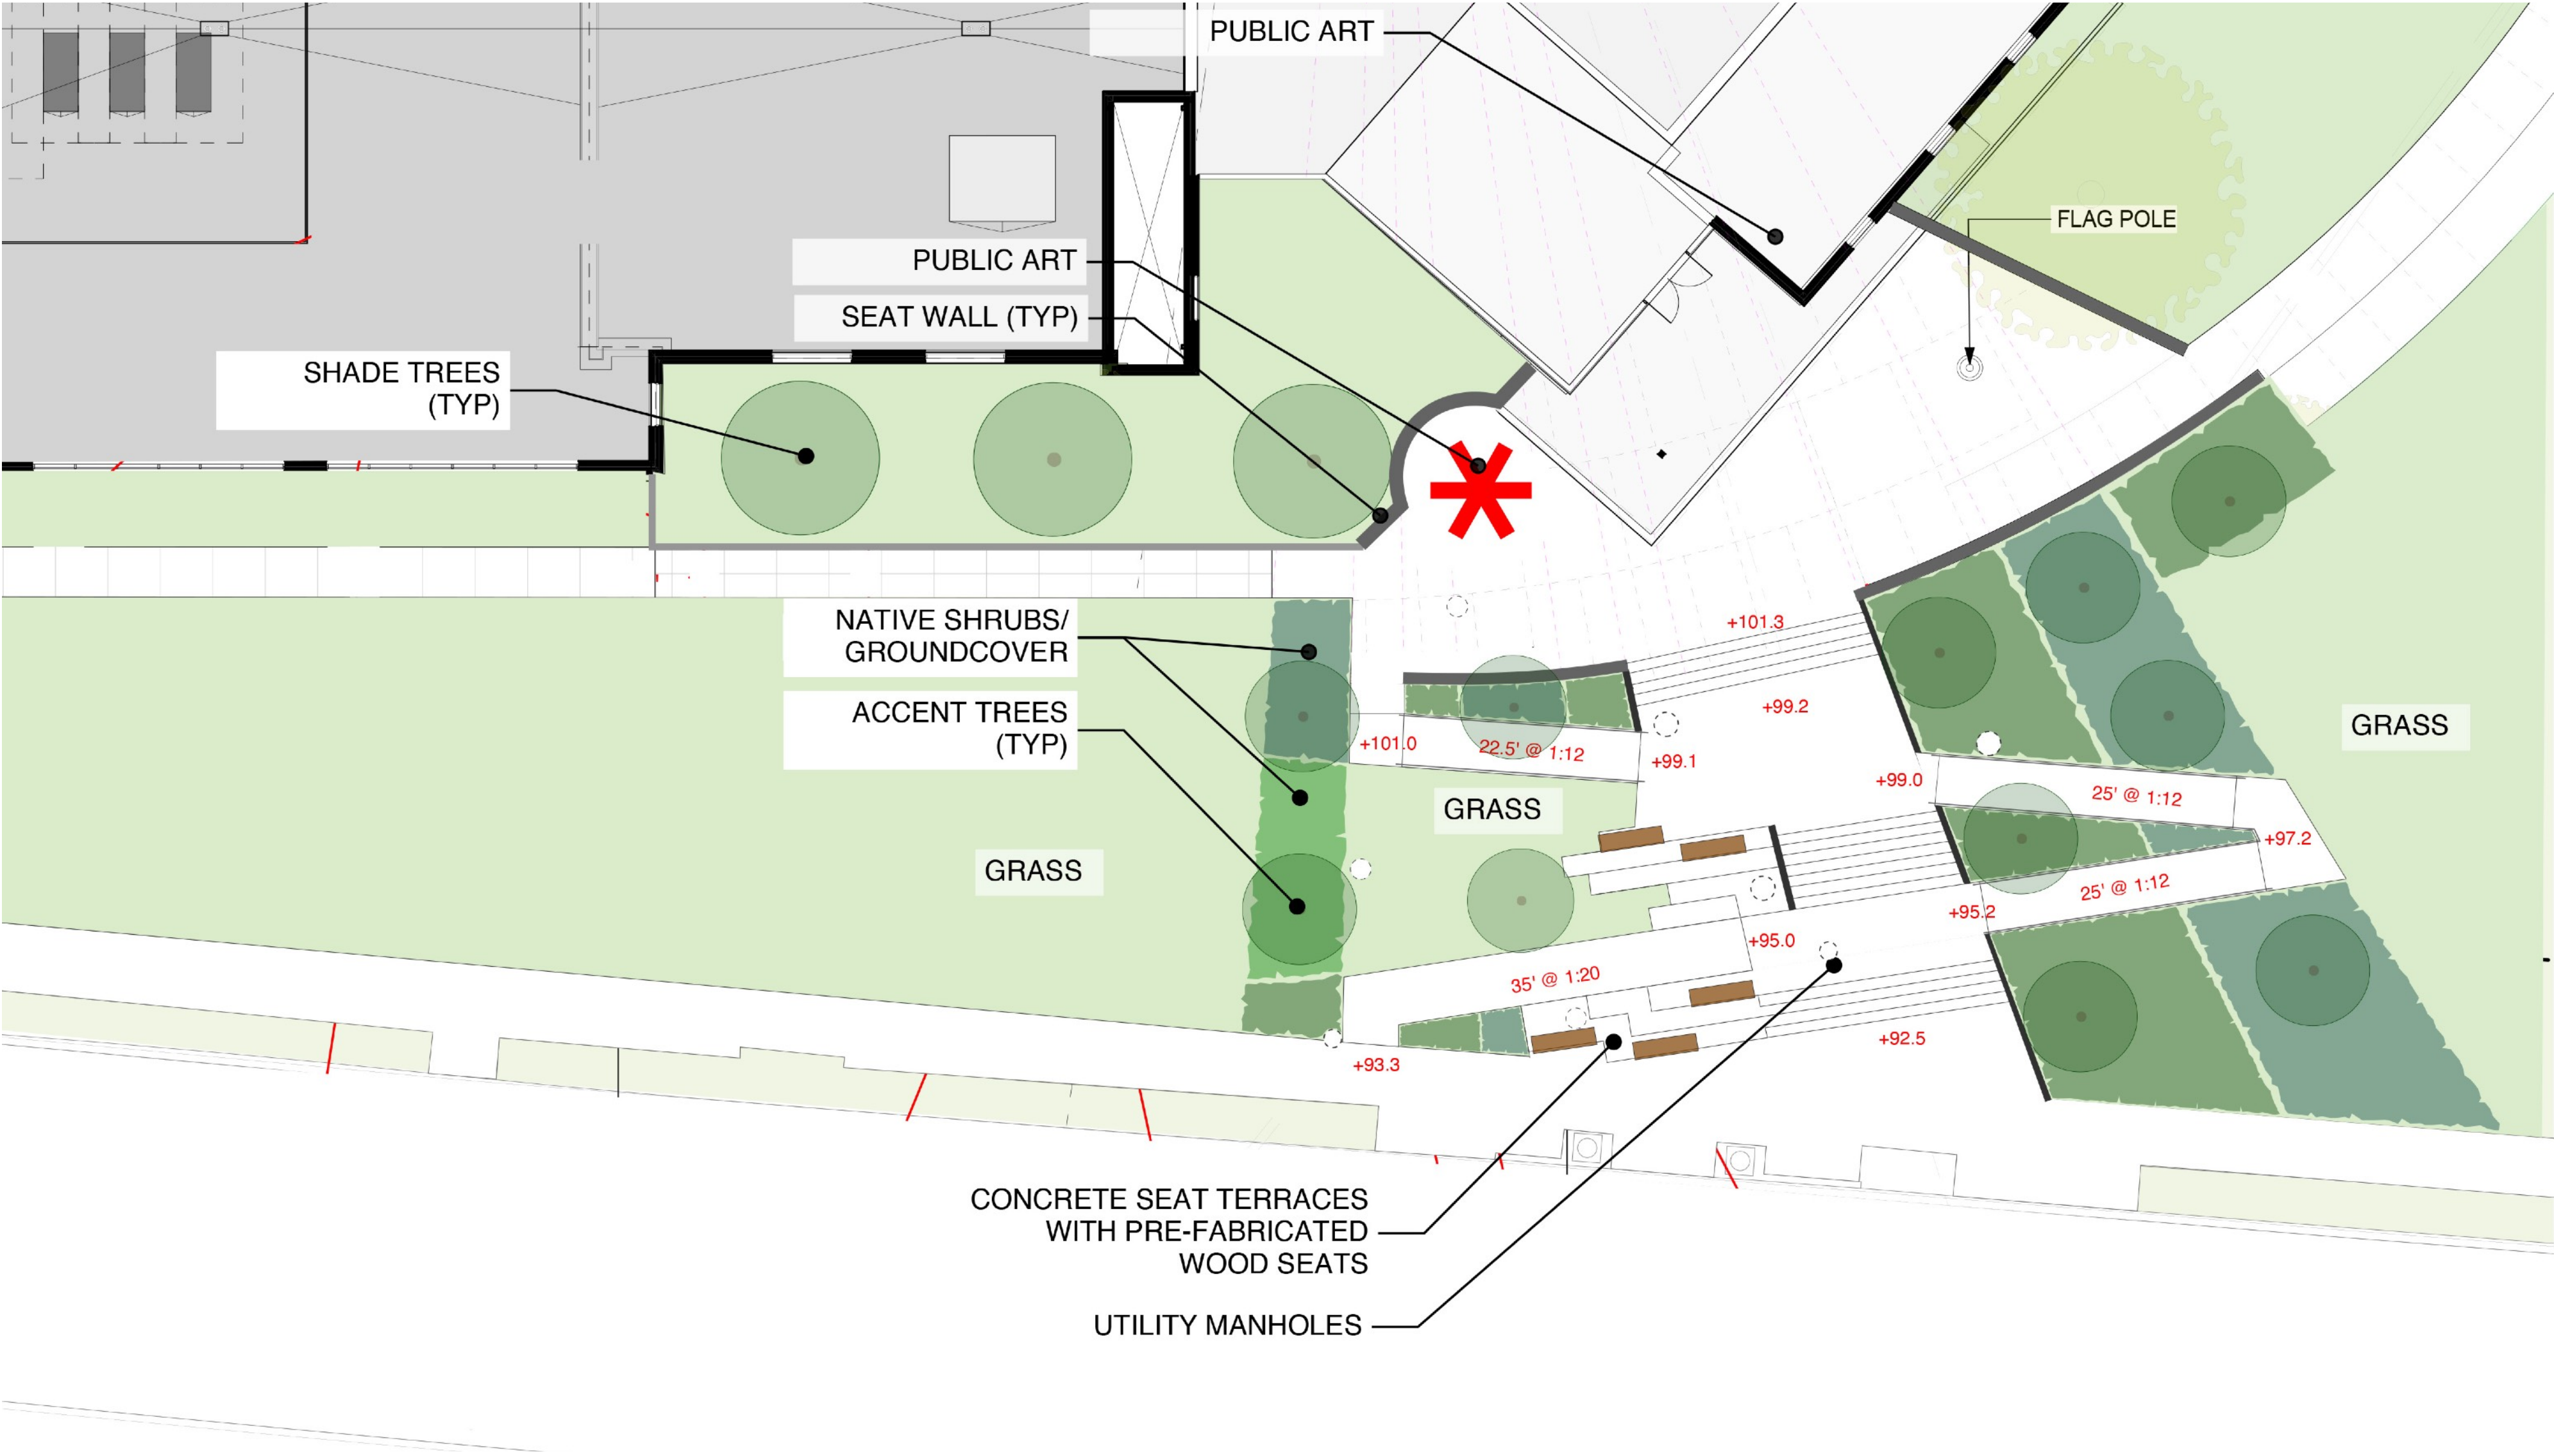 PUBLIC ART
FLAG POLE
PUBLIC ART
SEAT WALL (TYP)
SHADE TREES
(TYP)
NATIVE SHRUBS/
GROUNDCOVER
ACCENT TREES
(TYP)
+101.3
+99.2
+101.0
22.5' @ 1:12
+99.1
GRASS
+99.0
25' @ 1:12
GRASS
+97.2
GRASS
25' @ 1:12
+95.2
+95.0
35' @ 1:20
+92.5
+93.3
CONCRETE SEAT TERRACES
WITH PRE-FABRICATED
WOOD SEATS
UTILITY MANHOLES